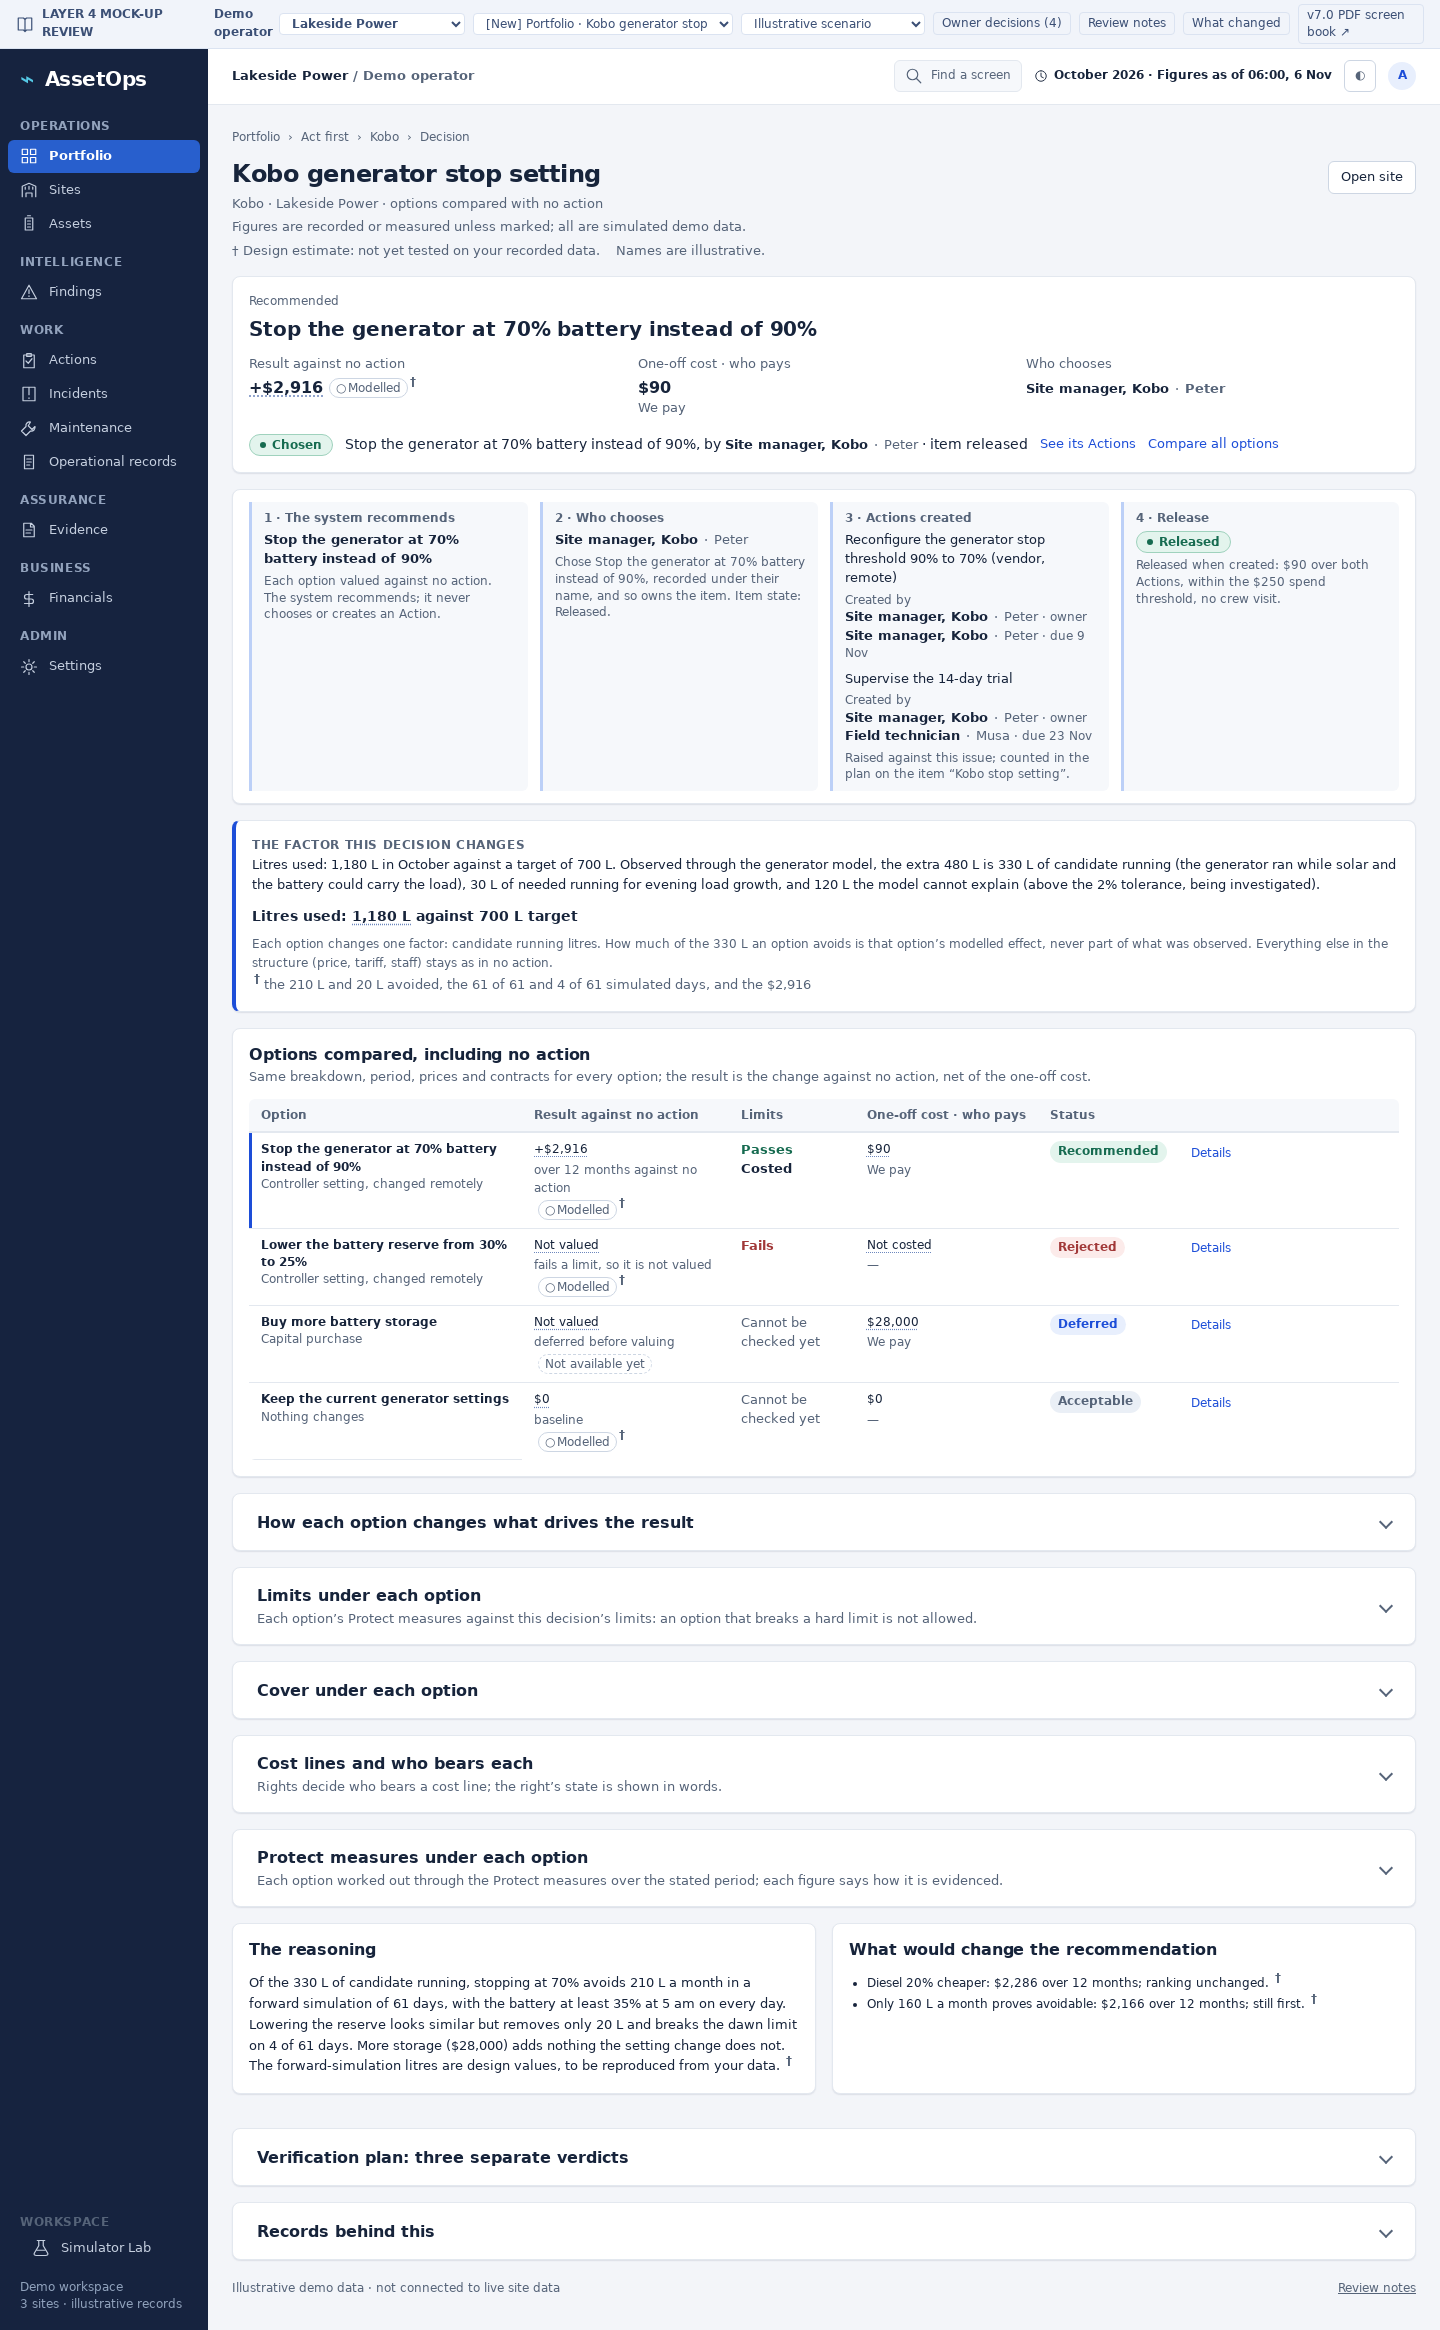 LAYER 4 MOCK-UP REVIEW
Demo operator
Lakeside Power
[New] Portfolio · Kobo generator stop
Illustrative scenario
Owner decisions (4)
Review notes
What changed
v7.0 PDF screen book ↗
AssetOps
OPERATIONS
Portfolio
Sites
Assets
INTELLIGENCE
Findings
WORK
Actions
Incidents
Maintenance
Operational records
ASSURANCE
Evidence
BUSINESS
Financials
ADMIN
Settings
WORKSPACE
Simulator Lab
Demo workspace
3 sites · illustrative records
Lakeside Power / Demo operator
Find a screen
October 2026 · Figures as of 06:00, 6 Nov
A
Portfolio › Act first › Kobo › Decision
Kobo generator stop setting
Open site
Kobo · Lakeside Power · options compared with no action
Figures are recorded or measured unless marked; all are simulated demo data.
† Design estimate: not yet tested on your recorded data. Names are illustrative.
Recommended
Stop the generator at 70% battery instead of 90%
Result against no action
+$2,916 Modelled †
One-off cost · who pays
$90
We pay
Who chooses
Site manager, Kobo · Peter
Chosen Stop the generator at 70% battery instead of 90%, by Site manager, Kobo · Peter · item released See its Actions Compare all options
1 · The system recommends
Stop the generator at 70%
battery instead of 90%
Each option valued against no action.
The system recommends; it never
chooses or creates an Action.
2 · Who chooses
Site manager, Kobo · Peter
Chose Stop the generator at 70% battery
instead of 90%, recorded under their
name, and so owns the item. Item state:
Released.
3 · Actions created
Reconfigure the generator stop
threshold 90% to 70% (vendor,
remote)
Created by
Site manager, Kobo · Peter · owner
Site manager, Kobo · Peter · due 9
Nov
Supervise the 14-day trial
Created by
Site manager, Kobo · Peter · owner
Field technician · Musa · due 23 Nov
Raised against this issue; counted in the
plan on the item “Kobo stop setting”.
4 · Release
Released
Released when created: $90 over both
Actions, within the $250 spend
threshold, no crew visit.
THE FACTOR THIS DECISION CHANGES
Litres used: 1,180 L in October against a target of 700 L. Observed through the generator model, the extra 480 L is 330 L of candidate running (the generator ran while solar and
the battery could carry the load), 30 L of needed running for evening load growth, and 120 L the model cannot explain (above the 2% tolerance, being investigated).
Litres used: 1,180 L against 700 L target
Each option changes one factor: candidate running litres. How much of the 330 L an option avoids is that option’s modelled effect, never part of what was observed. Everything else in the
structure (price, tariff, staff) stays as in no action.
† the 210 L and 20 L avoided, the 61 of 61 and 4 of 61 simulated days, and the $2,916
Options compared, including no action
Same breakdown, period, prices and contracts for every option; the result is the change against no action, net of the one-off cost.
Option Result against no action Limits One-off cost · who pays Status
Stop the generator at 70% battery
instead of 90%
Controller setting, changed remotely
+$2,916
over 12 months against no
action
Modelled †
Passes
Costed
$90
We pay
Recommended
Details
Lower the battery reserve from 30%
to 25%
Controller setting, changed remotely
Not valued
fails a limit, so it is not valued
Modelled †
Fails
Not costed
—
Rejected
Details
Buy more battery storage
Capital purchase
Not valued
deferred before valuing
Not available yet
Cannot be
checked yet
$28,000
We pay
Deferred
Details
Keep the current generator settings
Nothing changes
$0
baseline
Modelled †
Cannot be
checked yet
$0
—
Acceptable
Details
How each option changes what drives the result
Limits under each option
Each option’s Protect measures against this decision’s limits: an option that breaks a hard limit is not allowed.
Cover under each option
Cost lines and who bears each
Rights decide who bears a cost line; the right’s state is shown in words.
Protect measures under each option
Each option worked out through the Protect measures over the stated period; each figure says how it is evidenced.
The reasoning
Of the 330 L of candidate running, stopping at 70% avoids 210 L a month in a
forward simulation of 61 days, with the battery at least 35% at 5 am on every day.
Lowering the reserve looks similar but removes only 20 L and breaks the dawn limit
on 4 of 61 days. More storage ($28,000) adds nothing the setting change does not.
The forward-simulation litres are design values, to be reproduced from your data. †
What would change the recommendation
• Diesel 20% cheaper: $2,286 over 12 months; ranking unchanged. †
• Only 160 L a month proves avoidable: $2,166 over 12 months; still first. †
Verification plan: three separate verdicts
Records behind this
Illustrative demo data · not connected to live site data
Review notes